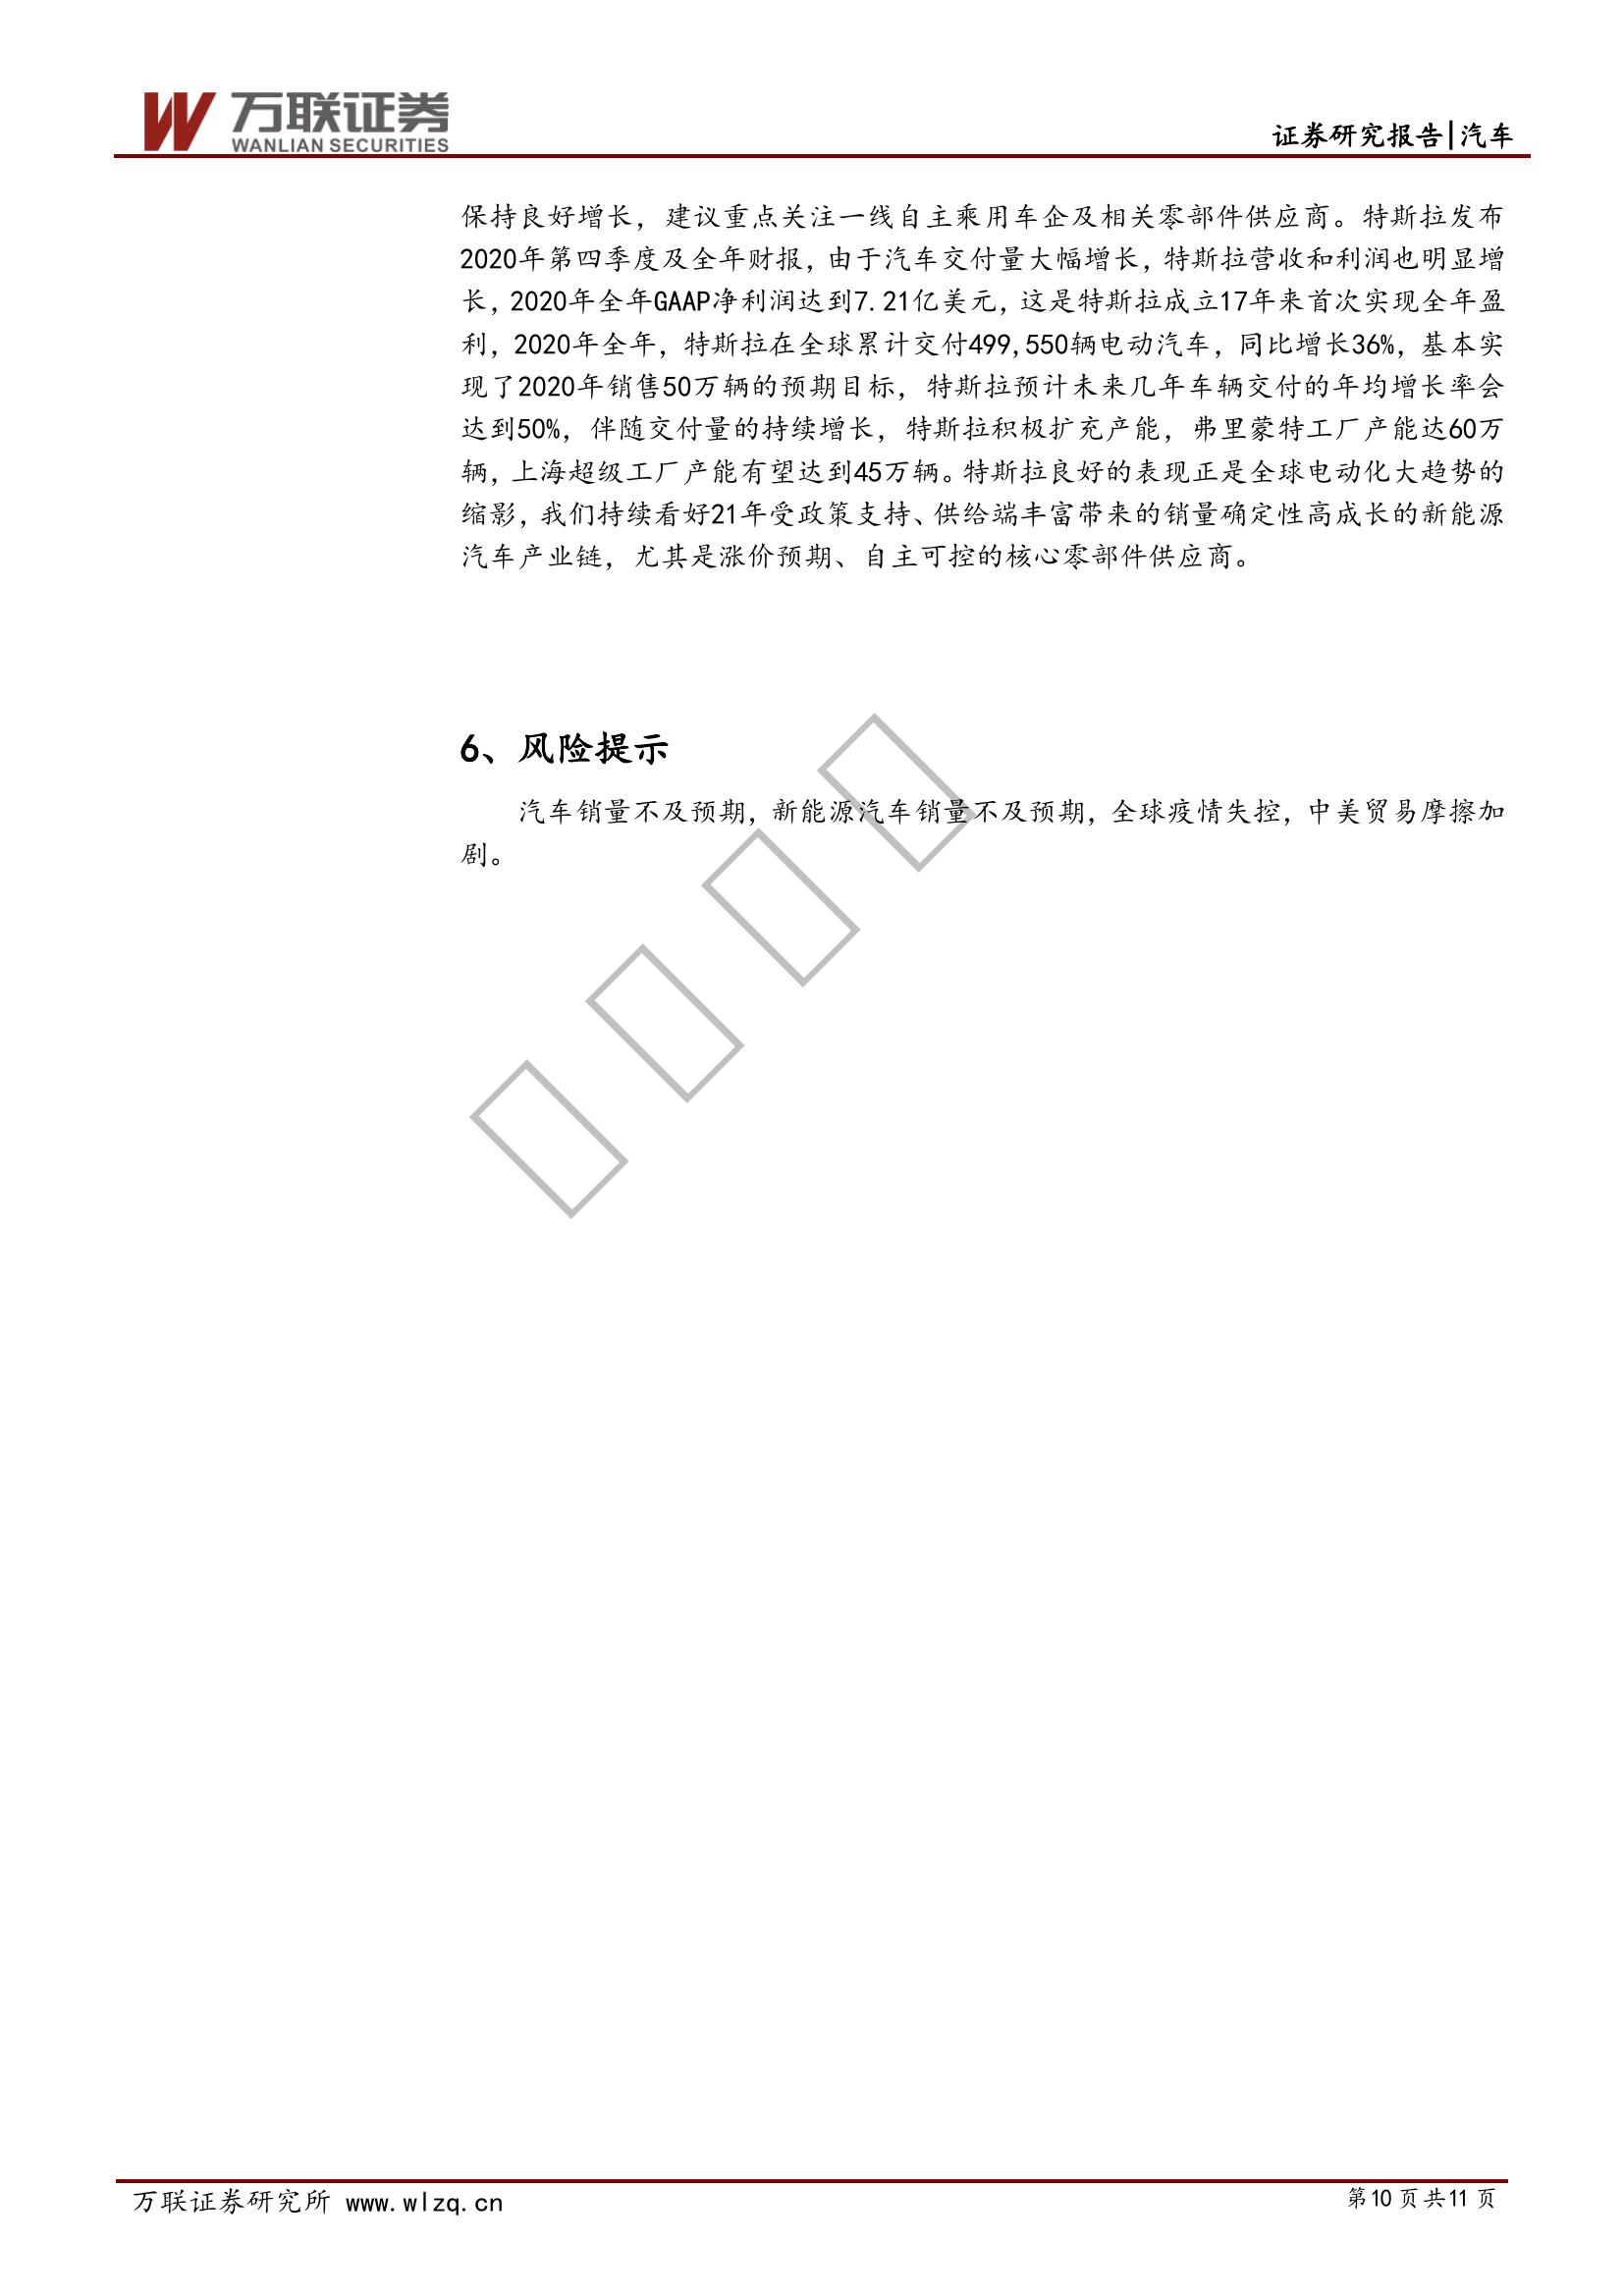 万联证券
WANLIAN SECURITIES
证券研究报告|汽车
保持良好增长，建议重点关注一线自主乘用车企及相关零部件供应商。特斯拉发布
2020年第四季度及全年财报，由于汽车交付量大幅增长，特斯拉营收和利润也明显增
长，2020年全年GAAP净利润达到7.21亿美元，这是特斯拉成立17年来首次实现全年盈
利，2020年全年，特斯拉在全球累计交付499,550辆电动汽车，同比增长36%，基本实
现了2020年销售50万辆的预期目标，特斯拉预计未来几年车辆交付的年均增长率会
达到50%，伴随交付量的持续增长，特斯拉积极扩充产能，弗里蒙特工厂产能达60万
辆，上海超级工厂产能有望达到45万辆。特斯拉良好的表现正是全球电动化大趋势的
缩影，我们持续看好21年受政策支持、供给端丰富带来的销量确定性高成长的新能源
汽车产业链，尤其是涨价预期、自主可控的核心零部件供应商。
6、风险提示
汽车销量不及预期，新能源汽车销量不及预期，全球疫情失控，中美贸易摩擦加
剧。
万联证券研究所 www.wlzq.cn
第10页共11页